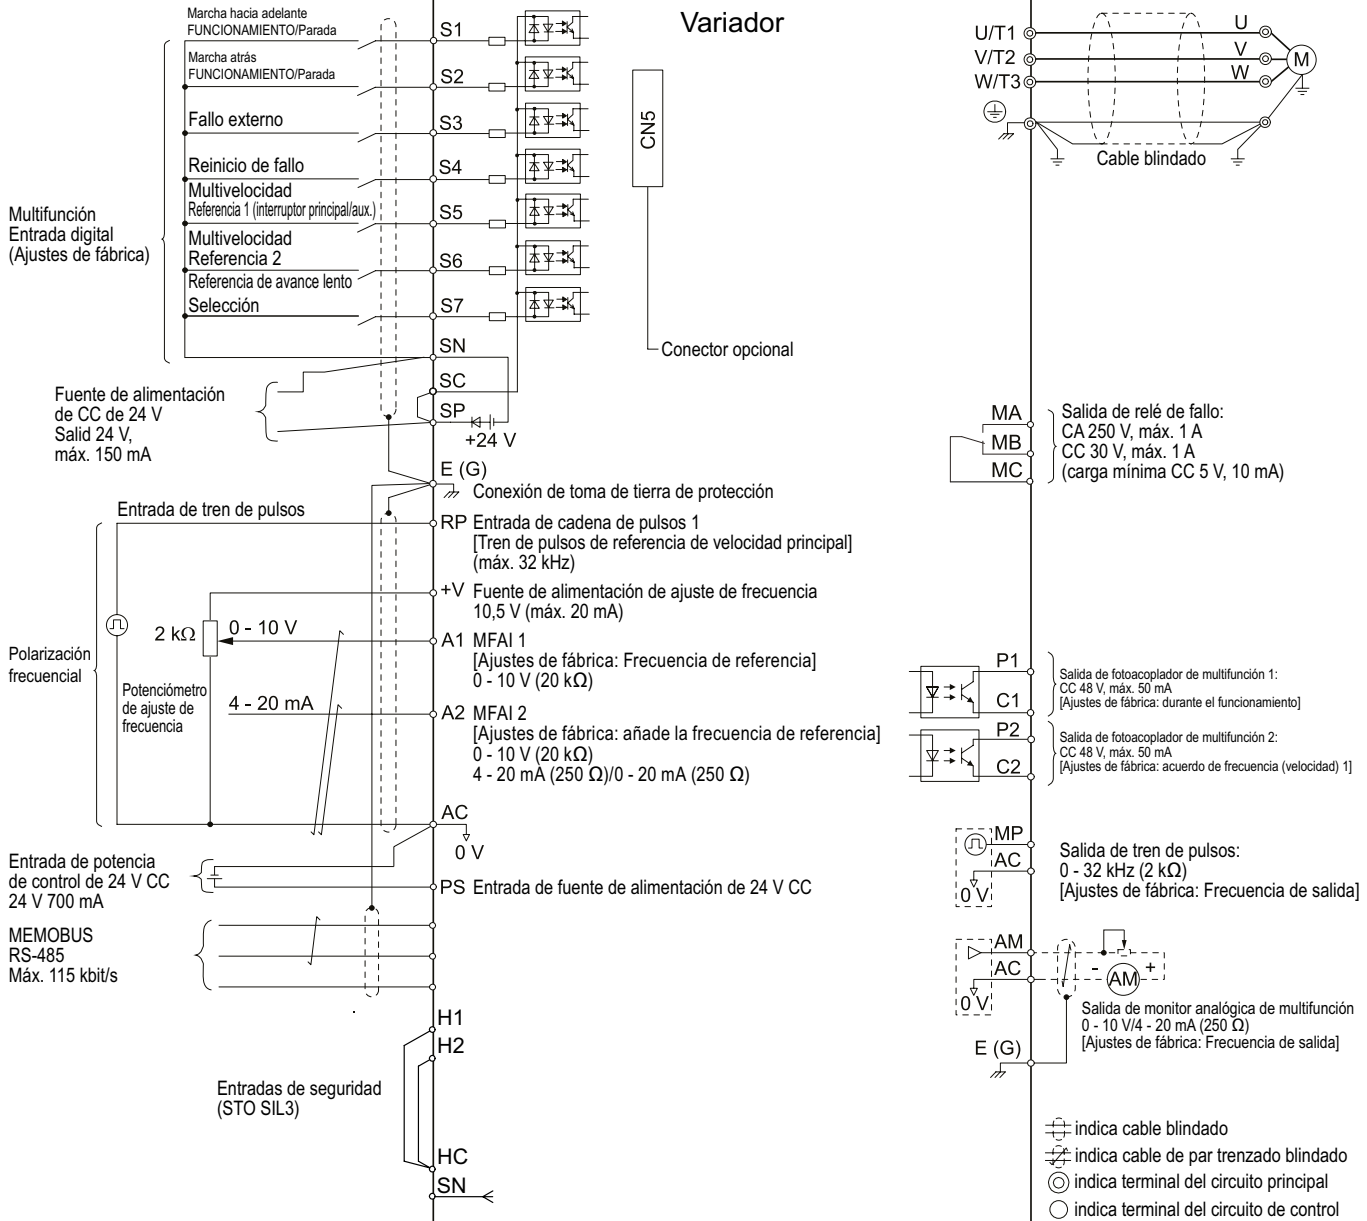 Variador
Marcha hacia adelante
FUNCIONAMIENTO/Parada
S1
Marcha atrás
FUNCIONAMIENTO/Parada
S2
Fallo externo
S3
Reinicio de fallo
S4
Multivelocidad
Referencia 1 (interruptor principal/aux.)
S5
Multivelocidad
Referencia 2
S6
Referencia de avance lento
Selección
S7
Multifunción
Entrada digital
(Ajustes de fábrica)
SN
SC
SP
+24 V
Fuente de alimentación
de CC de 24 V
Salid 24 V,
máx. 150 mA
CN5
Conector opcional
E (G)
Conexión de toma de tierra de protección
Entrada de tren de pulsos
RP
Entrada de cadena de pulsos 1
[Tren de pulsos de referencia de velocidad principal]
(máx. 32 kHz)
+V
Fuente de alimentación de ajuste de frecuencia
10,5 V (máx. 20 mA)
2 kΩ
0 - 10 V
A1
MFAI 1
[Ajustes de fábrica: Frecuencia de referencia]
0 - 10 V (20 kΩ)
Polarización
frecuencial
Potenciómetro
de ajuste de
frecuencia
4 - 20 mA
A2
MFAI 2
[Ajustes de fábrica: añade la frecuencia de referencia]
0 - 10 V (20 kΩ)
4 - 20 mA (250 Ω)/0 - 20 mA (250 Ω)
AC
0 V
Entrada de potencia
de control de 24 V CC
24 V 700 mA
PS
Entrada de fuente de alimentación de 24 V CC
MEMOBUS
RS-485
Máx. 115 kbit/s
H1
H2
Entradas de seguridad
(STO SIL3)
HC
SN
U/T1
V/T2
W/T3
U
V
W
M
Cable blindado
MA
MB
MC
Salida de relé de fallo:
CA 250 V, máx. 1 A
CC 30 V, máx. 1 A
(carga mínima CC 5 V, 10 mA)
P1
C1
Salida de fotoacoplador de multifunción 1:
CC 48 V, máx. 50 mA
[Ajustes de fábrica: durante el funcionamiento]
P2
C2
Salida de fotoacoplador de multifunción 2:
CC 48 V, máx. 50 mA
[Ajustes de fábrica: acuerdo de frecuencia (velocidad) 1]
MP
AC
0 V
Salida de tren de pulsos:
0 - 32 kHz (2 kΩ)
[Ajustes de fábrica: Frecuencia de salida]
AM
AC
0 V
-
AM
+
Salida de monitor analógica de multifunción
0 - 10 V/4 - 20 mA (250 Ω)
[Ajustes de fábrica: Frecuencia de salida]
E (G)
indica cable blindado
indica cable de par trenzado blindado
indica terminal del circuito principal
indica terminal del circuito de control